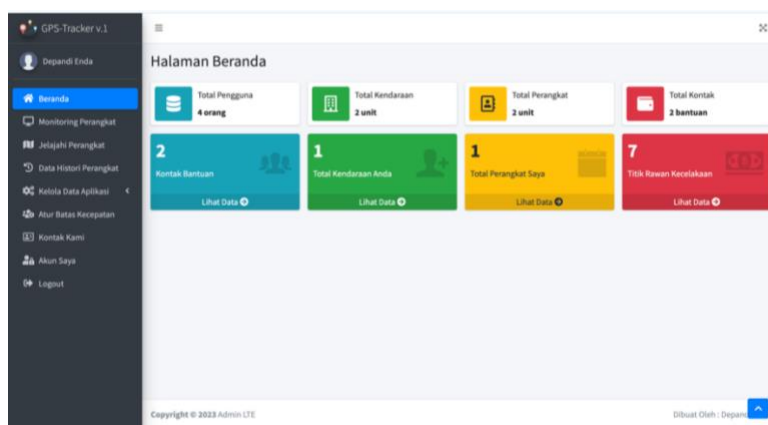 GPS-Tracker v.1
Depandi Enda
Beranda
Monitoring Perangkat
Jelajahi Perangkat
Data Histori Perangkat
Kelola Data Aplikasi
Atur Batas Kecepatan
Kontak Kami
Akun Saya
Logout
Halaman Beranda
Total Pengguna
4 orang
Total Kendaraan
2 unit
Total Perangkat
2 unit
Total Kontak
2 bantuan
2
Kontak Bantuan
Lihat Data
1
Total Kendaraan Anda
Lihat Data
1
Total Perangkat Saya
Lihat Data
7
Titik Rawan Kecelakaan
Lihat Data
Copyright © 2023 Admin LTE
Dibuat Oleh : Depan